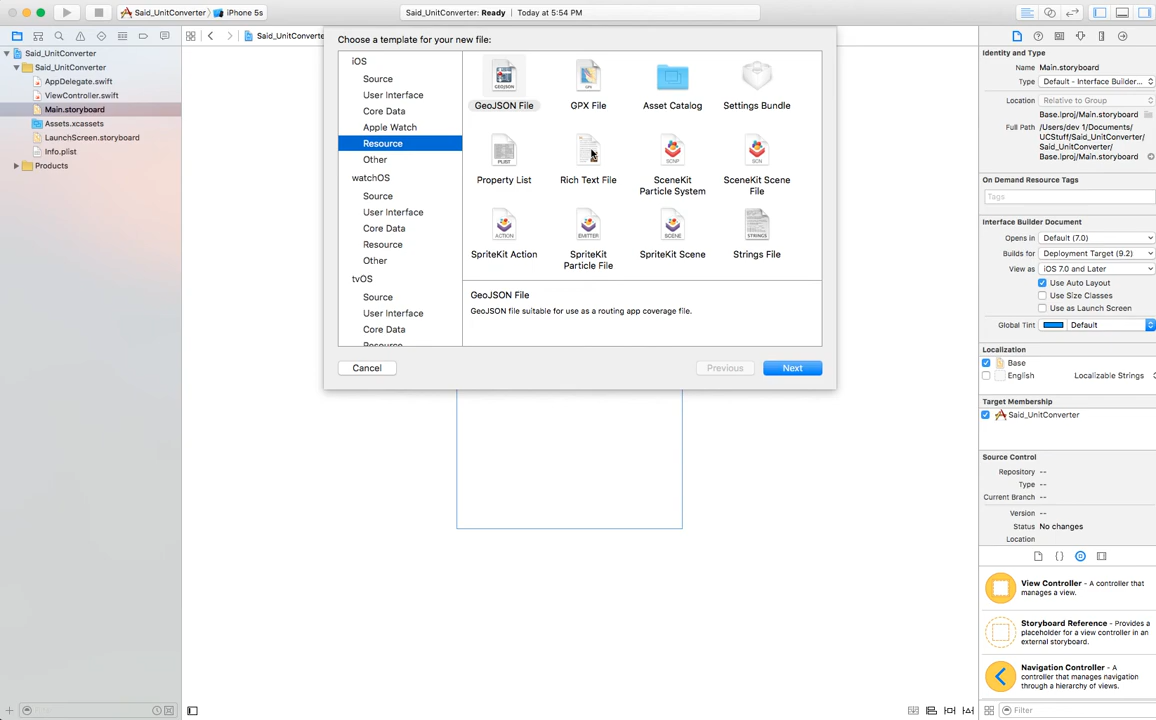 Said_UnitConverter
iPhone 5s
Said_UnitConverter: Ready
Today at 5:54 PM
Said_UnitConverter
Said_UnitConverter
AppDelegate.swift
ViewController.swift
Main.storyboard
Assets.xcassets
LaunchScreen.storyboard
Info.plist
Products
Said_UnitConverte
Choose a template for your new file:
iOS
Source
User Interface
Core Data
Apple Watch
Resource
Other
watchOS
Source
User Interface
Core Data
Resource
Other
tvOS
Source
User Interface
Core Data
Resource
GEOJSON
GeoJSON File
GPX
GPX File
Asset Catalog
Settings Bundle
PLIST
Property List
Rich Text File
SCNP
SceneKit
Particle System
SCN
SceneKit Scene
File
ACTION
SpriteKit Action
EMITTER
SpriteKit
Particle File
SCENE
SpriteKit Scene
STRINGS
Strings File
GeoJSON File
GeoJSON file suitable for use as a routing app coverage file.
Cancel
Previous
Next
Identity and Type
Name Main.storyboard
Type Default - Interface Builder...
Location Relative to Group
Base.lproj/Main.storyboard
Full Path /Users/dev 1/Documents/
UCStuff/Said_UnitConverter/
Said_UnitConverter/
Base.lproj/Main.storyboard
On Demand Resource Tags
Tags
Interface Builder Document
Opens in Default (7.0)
Builds for Deployment Target (9.2)
View as iOS 7.0 and Later
Use Auto Layout
Use Size Classes
Use as Launch Screen
Global Tint Default
Localization
Base
English Localizable Strings
Target Membership
Said_UnitConverter
Source Control
Repository --
Type --
Current Branch --
Version --
Status No changes
Location
View Controller - A controller that
manages a view.
Storyboard Reference - Provides a
placeholder for a view controller in an
external storyboard.
Navigation Controller - A
controller that manages navigation
through a hierarchy of views.
Filter